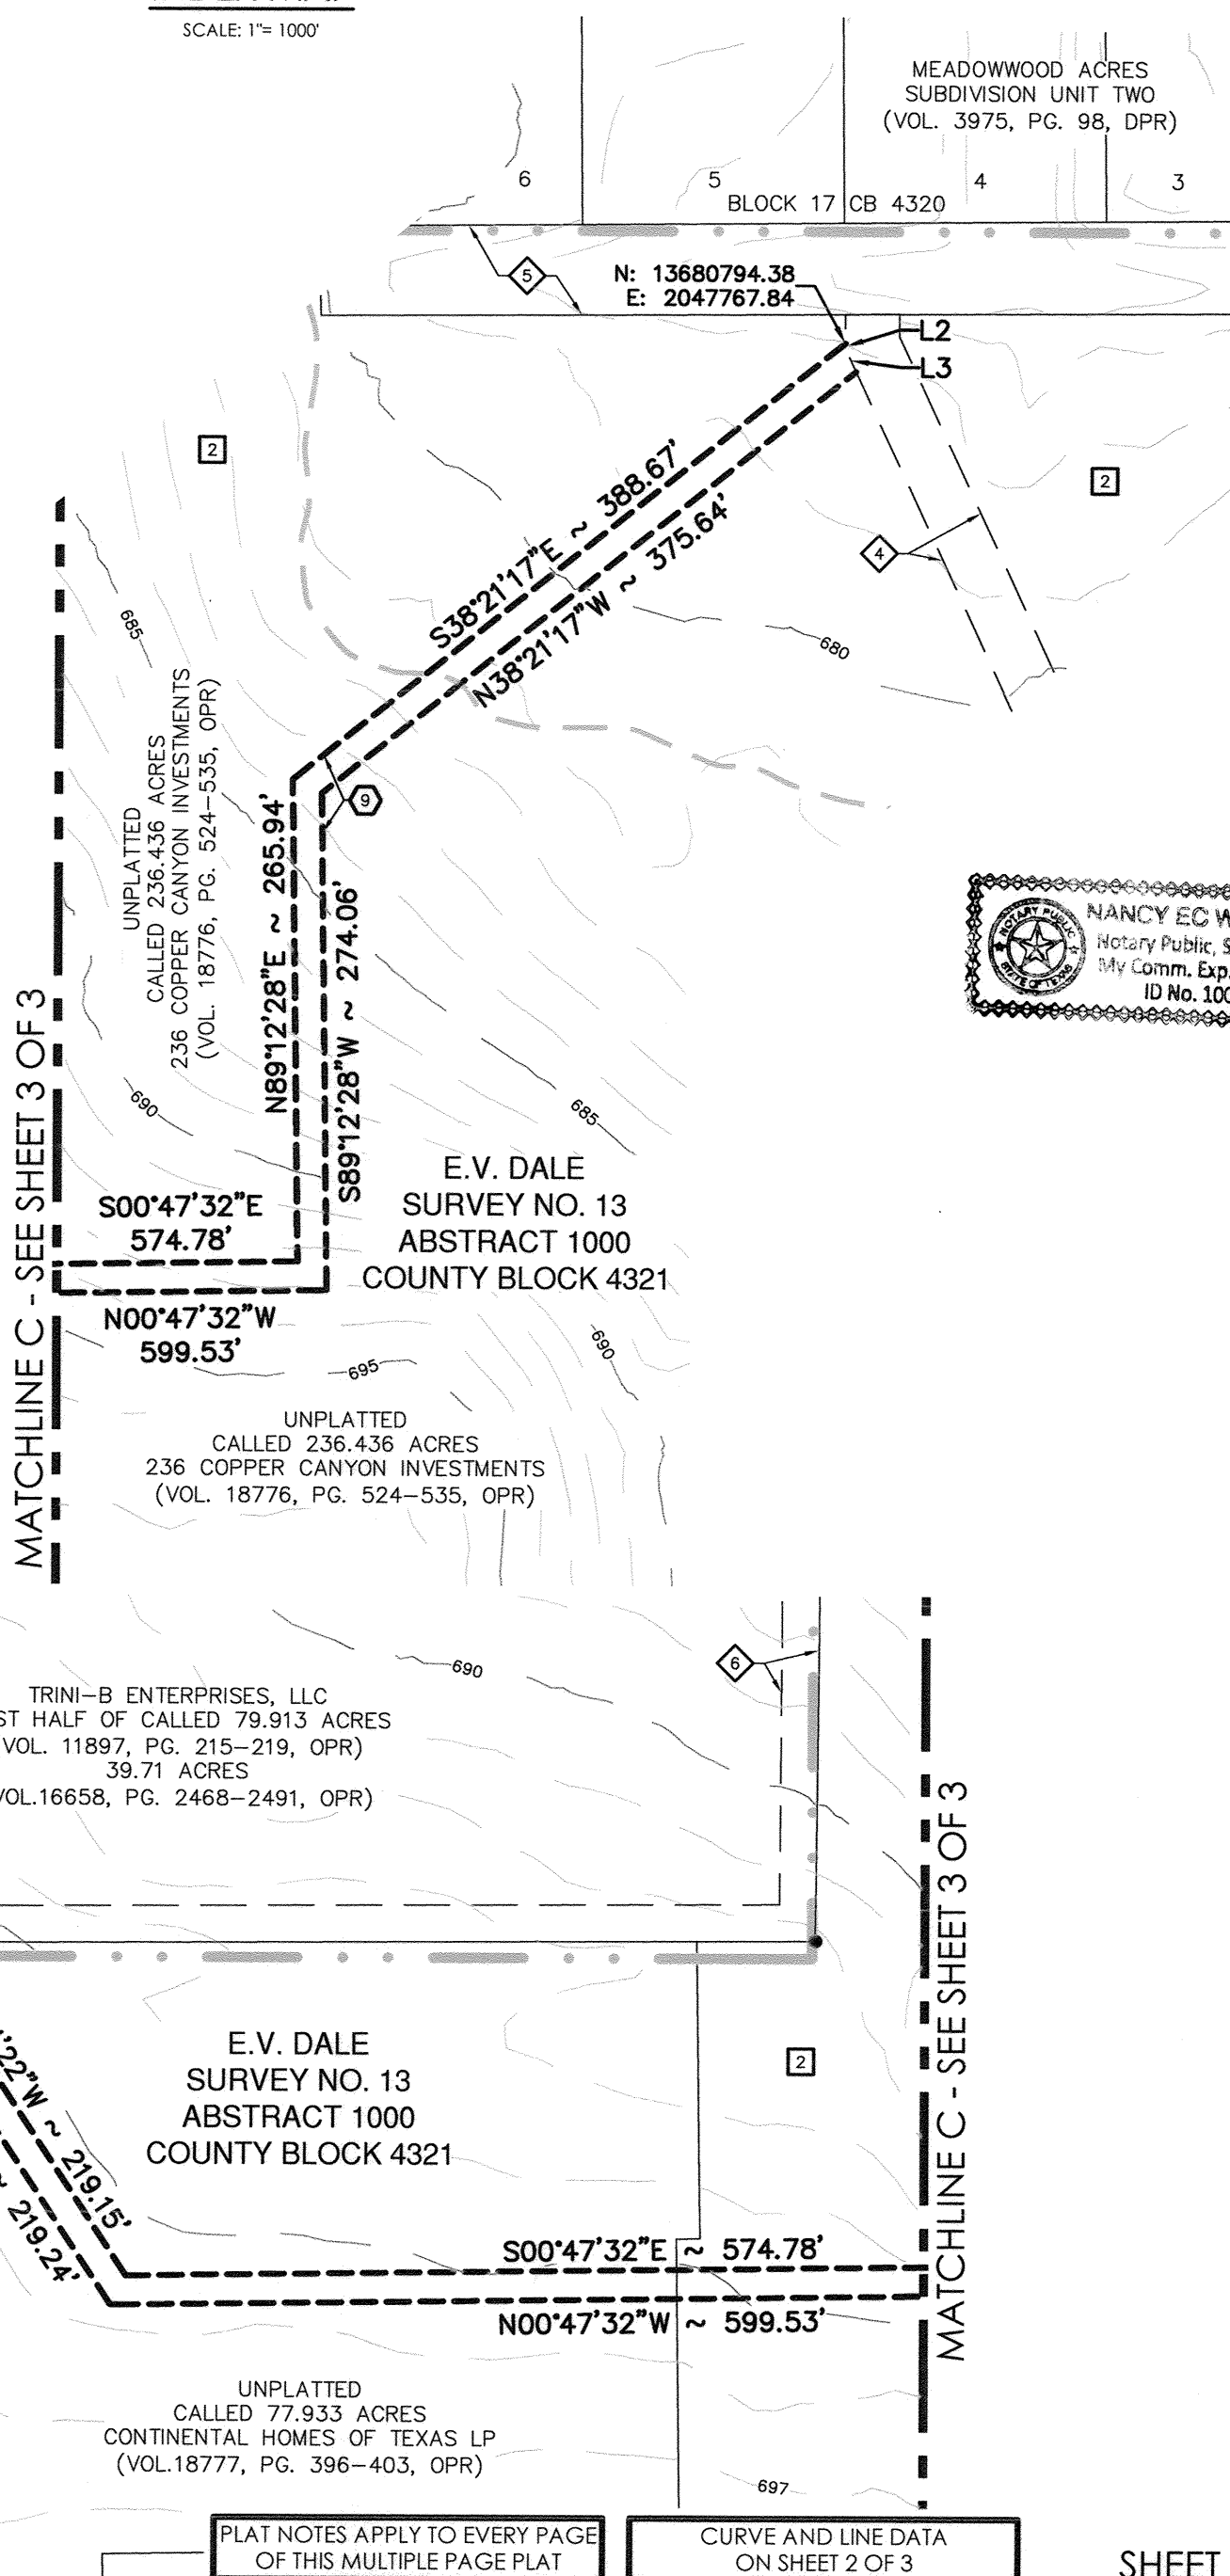 SCALE: 1"= 1000'
MEADOWWOOD ACRES
SUBDIVISION UNIT TWO
(VOL. 3975, PG. 98, DPR)
6
5
4
3
BLOCK 17 CB 4320
5
N: 13680794.38
E: 2047767.84
L2
L3
2
2
4
S38°21'17"E ~ 388.67'
N38°21'17"W ~ 375.64'
685
680
UNPLATTED
CALLED 236.436 ACRES
236 COPPER CANYON INVESTMENTS
(VOL. 18776, PG. 524-535, OPR)
9
N89°12'28"E ~ 265.94'
S89°12'28"W ~ 274.06'
NOTARY PUBLIC
STATE OF TEXAS
NANCY EC W
Notary Public, S
My Comm. Exp.
ID No. 100
690
685
MATCHLINE C - SEE SHEET 3 OF 3
S00°47'32"E
574.78'
N00°47'32"W
599.53'
E.V. DALE
SURVEY NO. 13
ABSTRACT 1000
COUNTY BLOCK 4321
690
695
UNPLATTED
CALLED 236.436 ACRES
236 COPPER CANYON INVESTMENTS
(VOL. 18776, PG. 524-535, OPR)
690
6
TRINI-B ENTERPRISES, LLC
ST HALF OF CALLED 79.913 ACRES
VOL. 11897, PG. 215-219, OPR)
39.71 ACRES
VOL.16658, PG. 2468-2491, OPR)
MATCHLINE C - SEE SHEET 3 OF 3
E.V. DALE
SURVEY NO. 13
ABSTRACT 1000
COUNTY BLOCK 4321
2
'22"W ~ 219.15'
~ 219.24'
S00°47'32"E ~ 574.78'
N00°47'32"W ~ 599.53'
UNPLATTED
CALLED 77.933 ACRES
CONTINENTAL HOMES OF TEXAS LP
(VOL.18777, PG. 396-403, OPR)
697
PLAT NOTES APPLY TO EVERY PAGE
OF THIS MULTIPLE PAGE PLAT
CURVE AND LINE DATA
ON SHEET 2 OF 3
SHEET